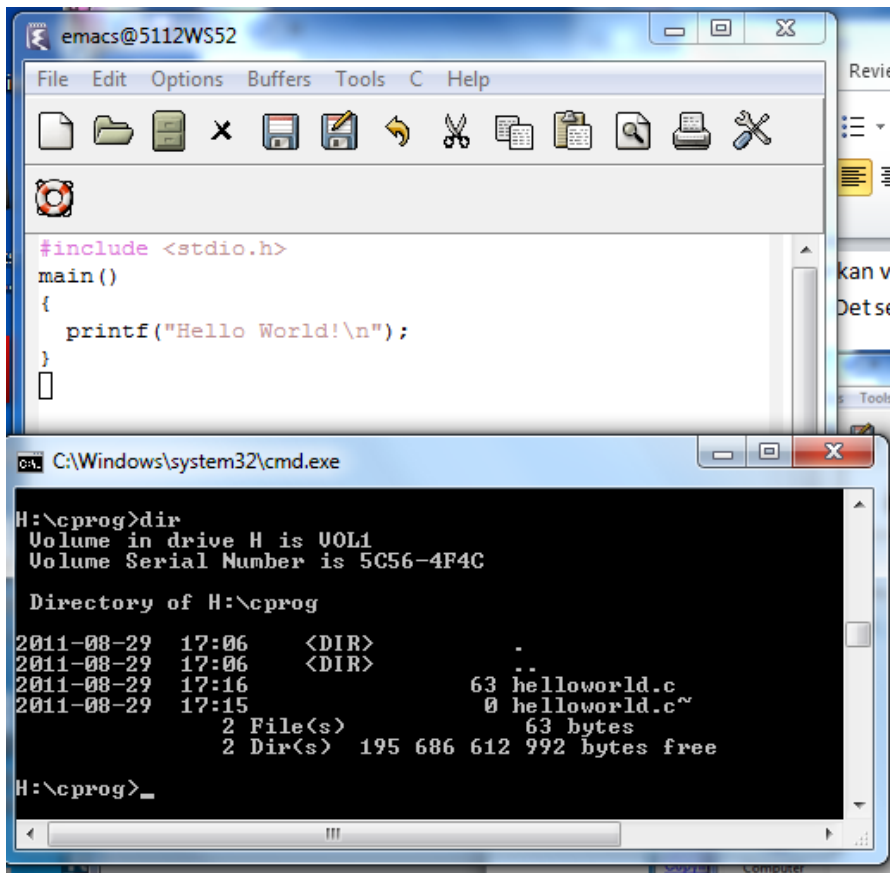 emacs@5112WS52
File Edit Options Buffers Tools C Help
#include <stdio.h>
main()
{
  printf("Hello World!\n");
}
kan
Det
Tools
C:\Windows\system32\cmd.exe
H:\cprog>dir
 Volume in drive H is VOL1
 Volume Serial Number is 5C56-4F4C
 Directory of H:\cprog
2011-08-29  17:06    <DIR>          .
2011-08-29  17:06    <DIR>          ..
2011-08-29  17:16                63 helloworld.c
2011-08-29  17:15                 0 helloworld.c~
               2 File(s)             63 bytes
               2 Dir(s)  195 686 612 992 bytes free
H:\cprog>_
Computer